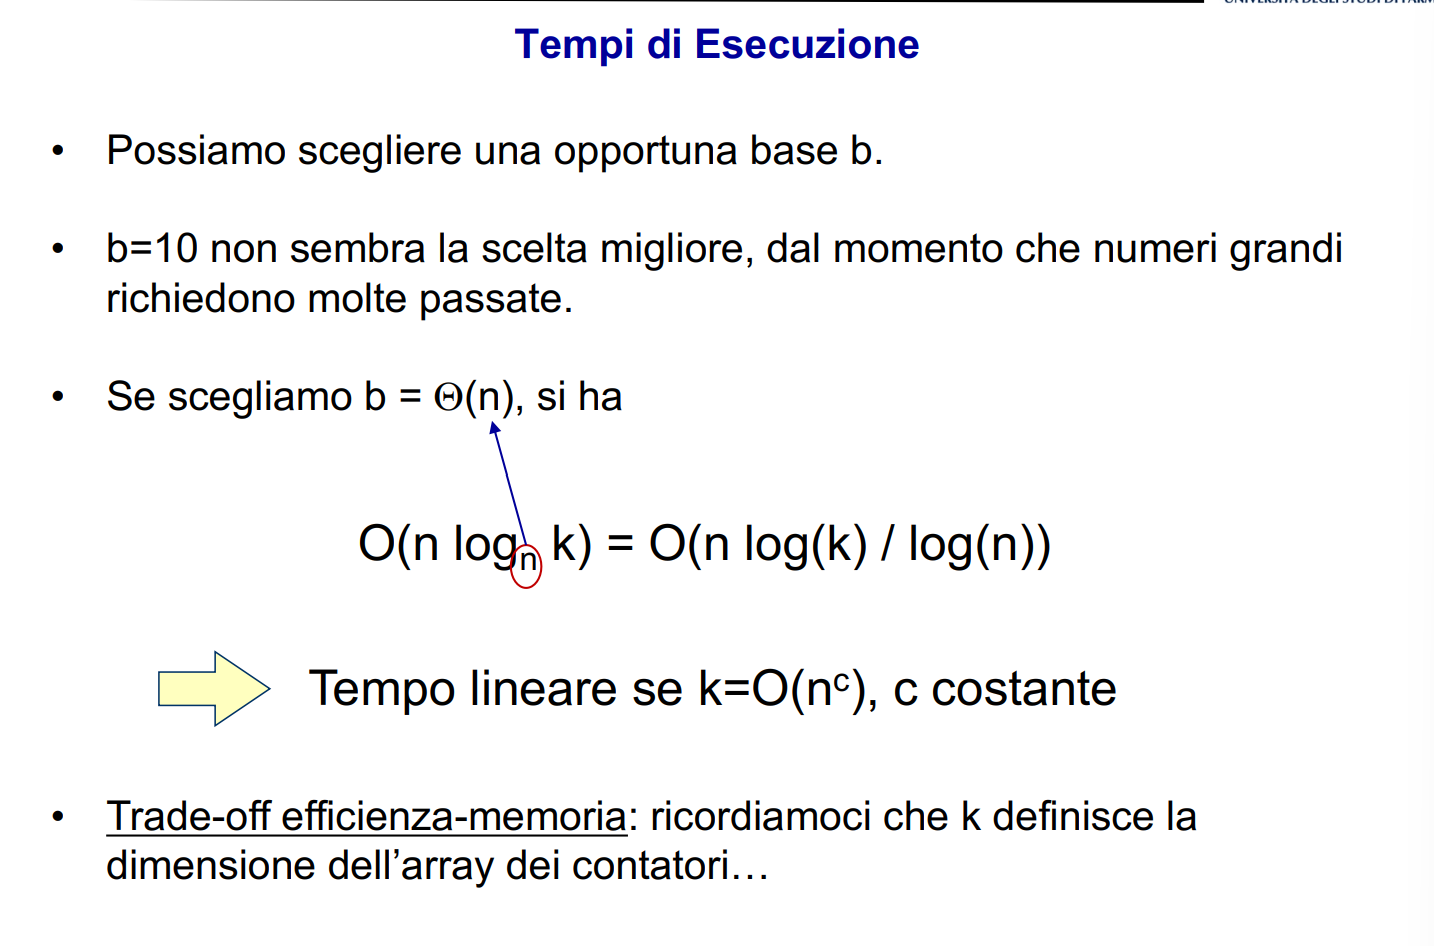 Tempi di Esecuzione
• Possiamo scegliere una opportuna base b.
• b=10 non sembra la scelta migliore, dal momento che numeri grandi
richiedono molte passate.
• Se scegliamo b = Θ(n), si ha
O(n logₙ k) = O(n log(k) / log(n))
Tempo lineare se k=O(nᶜ), c costante
• Trade-off efficienza-memoria: ricordiamoci che k definisce la
dimensione dell’array dei contatori…